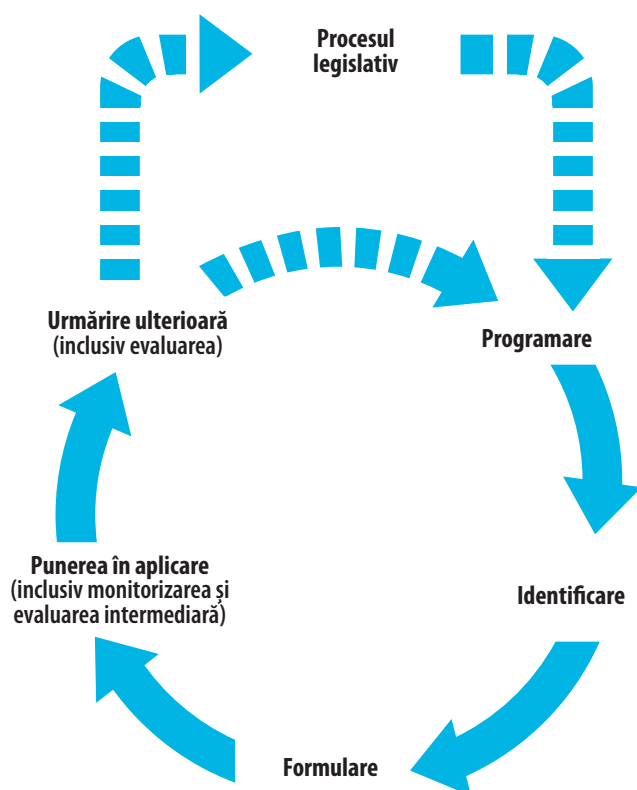 Procesul
legislativ
Urmărire ulterioară
(inclusiv evaluarea)
Programare
Punerea în aplicare
(inclusiv monitorizarea și
evaluarea intermediară)
Identificare
Formulare